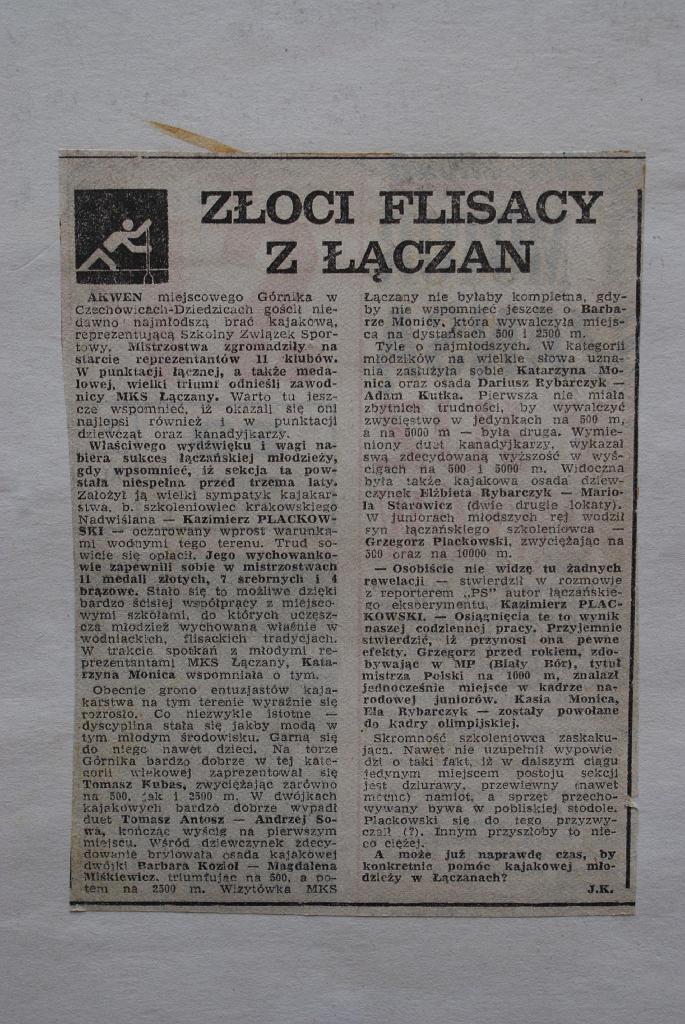 ZŁOCI FLISACY
Z ŁĄCZAN
AKWEN miejscowego Górnika w
Czechowicach-Dziedzicach gościł nie-
dawno najmłodszą brać kajakową,
reprezentującą Szkolny Związek Spor-
towy. Mistrzostwa zgromadziły na
starcie reprezentantów 11 klubów.
W punktacji łącznej, a także meda-
lowej, wielki triumf odnieśli zawod-
nicy MKS Łączany. Warto tu jesz-
cze wspomnieć, iż okazali się oni
najlepsi również i w punktacji
dziewcząt oraz kanadyjkarzy.
Właściwego wydźwięku i wagi na-
biera sukces łączańskiej młodzieży,
gdy wpsomnieć, iż sekcja ta pow-
stała niespełna przed trzema laty.
Założył ją wielki sympatyk kajakar-
stwa, b. szkoleniowiec krakowskiego
Nadwiślana — Kazimierz PLACKOW-
SKI — oczarowany wprost warunka-
mi wodnymi tego terenu. Trud so-
wicie się opłacił. Jego wychowanko-
wie zapewnili sobie w mistrzostwach
11 medali złotych, 7 srebrnych i 4
brązowe. Stało się to możliwe dzięki
bardzo ścisłej współpracy z miejsco-
wymi szkołami, do których uczęsz-
cza młodzież wychowana właśnie w
wodniackich, flisackich tradycjach.
W trakcie spotkań z młodymi re-
prezentantami MKS Łączany, Kata-
rzyna Monica wspomniała o tym.
Obecnie grono entuzjastów kaja-
karstwa na tym terenie wyraźnie się
rozrosło. Co niezwykle istotne —
dyscyplina stała się jakby modą w
tym młodym środowisku. Garną się
do niego nawet dzieci. Na torze
Górnika bardzo dobrze w tej kate-
gorii wiekowej zaprezentował się
Tomasz Kubas, zwyciężając zarówno
na 500, jak i 2500 m. W dwójkach
kajakowych bardzo dobrze wypadł
duet Tomasz Antosz — Andrzej So-
wa, kończąc wyścig na pierwszym
miejscu. Wśród dziewczynek zdecy-
dowanie brylowała osada kajakowej
dwójki Barbara Kozioł — Magdalena
Miśkiewicz, triumfując na 500, a po-
tem na 2500 m. Wizytówka MKS
Łączany nie byłaby kompletna, gdy-
by nie wspomnieć jeszcze o Barba-
rze Monicy, która wywalczyła miejs-
ca na dystansach 500 i 2500 m.
Tyle o najmłodszych. W kategorii
młodzików na wielkie słowa uzna-
nia zasłużyła sobie Katarzyna Mo-
nica oraz osada Dariusz Rybarczyk —
Adam Kutka. Pierwsza nie miała
zbytnich trudności, by wywalczyć
zwycięstwo w jedynkach na 500 m,
a na 5000 m — była druga. Wymie-
niony duet kanadyjkarzy, wykazał
swą zdecydowaną wyższość w wyś-
cigach na 500 i 5000 m. Widoczna
była także kajakowa osada dziew-
czynek Elżbieta Rybarczyk — Mario-
la Starowicz (dwie drugie lokaty).
W juniorach młodszych rej wodził
syn łączańskiego szkoleniowca —
Grzegorz Plackowski, zwyciężając na
500 oraz na 10000 m.
— Osobiście nie widzę tu żadnych
rewelacji — stwierdził w rozmowie
z reporterem „PS" autor łączańskie-
go eksperymentu, Kazimierz PLAC-
KOWSKI. — Osiągnięcia te to wynik
naszej codziennej pracy. Przyjemnie
stwierdzić, iż przynosi ona pewne
efekty. Grzegorz przed rokiem, zdo-
bywając w MP (Biały Bór), tytuł
mistrza Polski na 1000 m, znalazł
jednocześnie miejsce w kadrze na-
rodowej juniorów. Kasia Monica,
Ela Rybarczyk — zostały powołane
do kadry olimpijskiej.
Skromność szkoleniowca zaskaku-
jąca. Nawet nie uzupełnił wypowie-
dzi o taki fakt, iż w dalszym ciągu
jedynym miejscem postoju sekcji
jest dziurawy, przewiewny (nawet
mocno) namiot, a sprzęt przecho-
wywany bywa w pobliskiej stodole.
Plackowski się do tego przyzwy-
czaił (?). Innym przyszłoby to nie-
co ciężej.
A może już naprawdę czas, by
konkretnie pomóc kajakowej mło-
dzieży w Łączanach?
J.K.